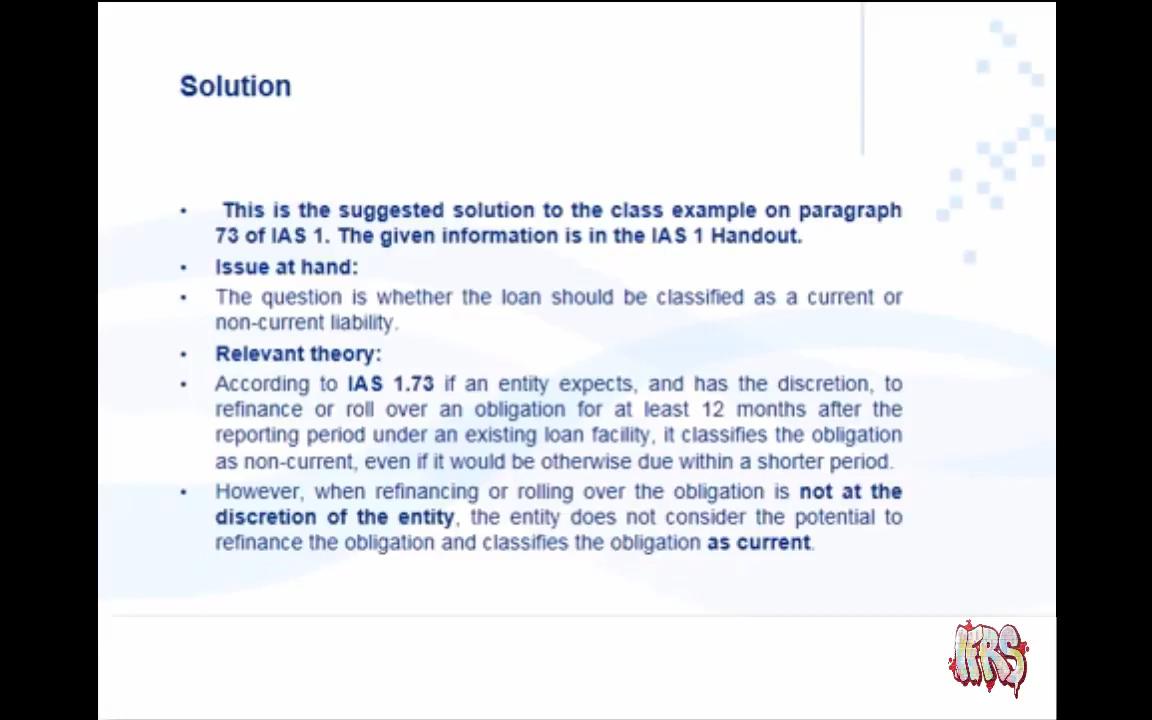 Solution
• This is the suggested solution to the class example on paragraph
73 of IAS 1. The given information is in the IAS 1 Handout.
• Issue at hand:
• The question is whether the loan should be classified as a current or
non-current liability.
• Relevant theory:
• According to IAS 1.73 if an entity expects, and has the discretion, to
refinance or roll over an obligation for at least 12 months after the
reporting period under an existing loan facility, it classifies the obligation
as non-current, even if it would be otherwise due within a shorter period.
• However, when refinancing or rolling over the obligation is not at the
discretion of the entity, the entity does not consider the potential to
refinance the obligation and classifies the obligation as current.
IFRS